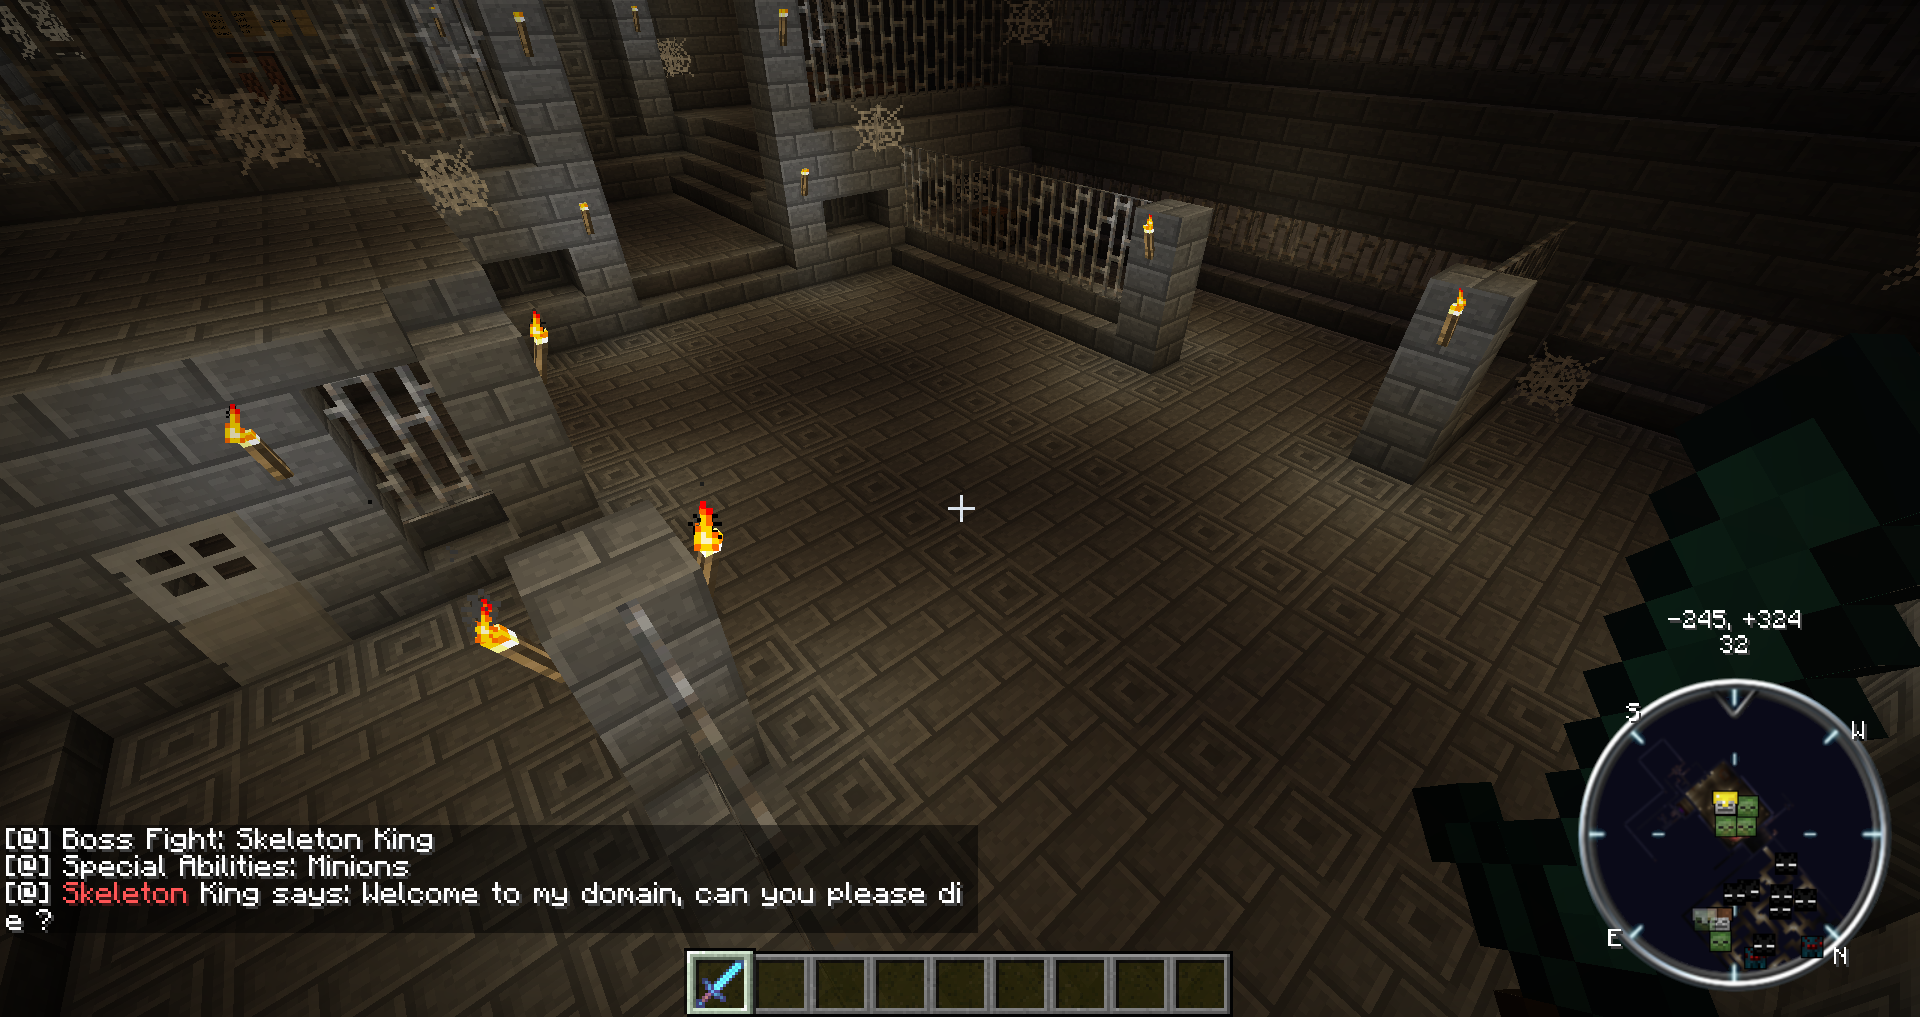 -245, +324
32
S
W
E
N
[@] Boss Fight: Skeleton King
[@] Special Abilities: Minions
[@] Skeleton King says: Welcome to my domain, can you please di
e ?